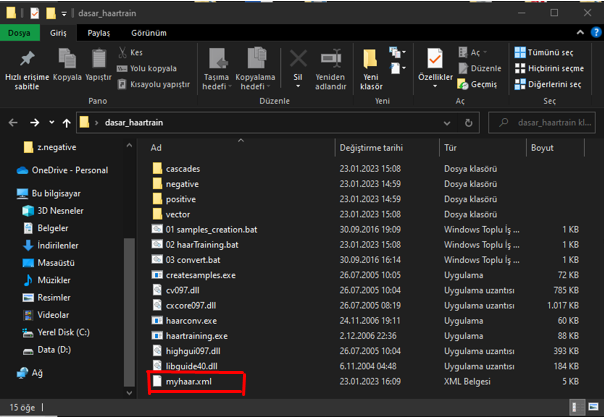 dasar_haartrain
Dosya Giriş Paylaş Görünüm
Hızlı erişime sabitle
Kopyala
Yapıştır
Kes
Yolu kopyala
Kısayolu yapıştır
Pano
Taşıma hedefi
Kopyalama hedefi
Sil
Yeniden adlandır
Düzenle
Yeni klasör
Yeni
Özellikler
Aç
Düzenle
Geçmiş
Aç
Tümünü seç
Hiçbirini seçme
Diğerlerini seç
Seç
dasar_haartrain
dasar_haartrain kl...
z.negative
OneDrive - Personal
Bu bilgisayar
3D Nesneler
Belgeler
İndirilenler
Masaüstü
Müzikler
Resimler
Videolar
Yerel Disk (C:)
Data (D:)
Ağ
Ad Değiştirme tarihi Tür Boyut
cascades 23.01.2023 15:08 Dosya klasörü
negative 23.01.2023 14:59 Dosya klasörü
positive 23.01.2023 14:59 Dosya klasörü
vector 23.01.2023 15:08 Dosya klasörü
01 samples_creation.bat 30.09.2016 19:09 Windows Toplu İş ... 1 KB
02 haarTraining.bat 23.01.2023 15:08 Windows Toplu İş ... 1 KB
03 convert.bat 30.09.2016 16:14 Windows Toplu İş ... 1 KB
createsamples.exe 26.07.2005 10:05 Uygulama 72 KB
cv097.dll 26.07.2005 10:04 Uygulama uzantısı 785 KB
cxcore097.dll 26.07.2005 08:19 Uygulama uzantısı 1.017 KB
haarconv.exe 24.11.2006 19:11 Uygulama 60 KB
haartraining.exe 2.12.2006 22:36 Uygulama 88 KB
highgui097.dll 26.07.2005 10:04 Uygulama uzantısı 393 KB
libguide40.dll 6.11.2004 04:48 Uygulama uzantısı 184 KB
myhaar.xml 23.01.2023 16:09 XML Belgesi 5 KB
15 öğe